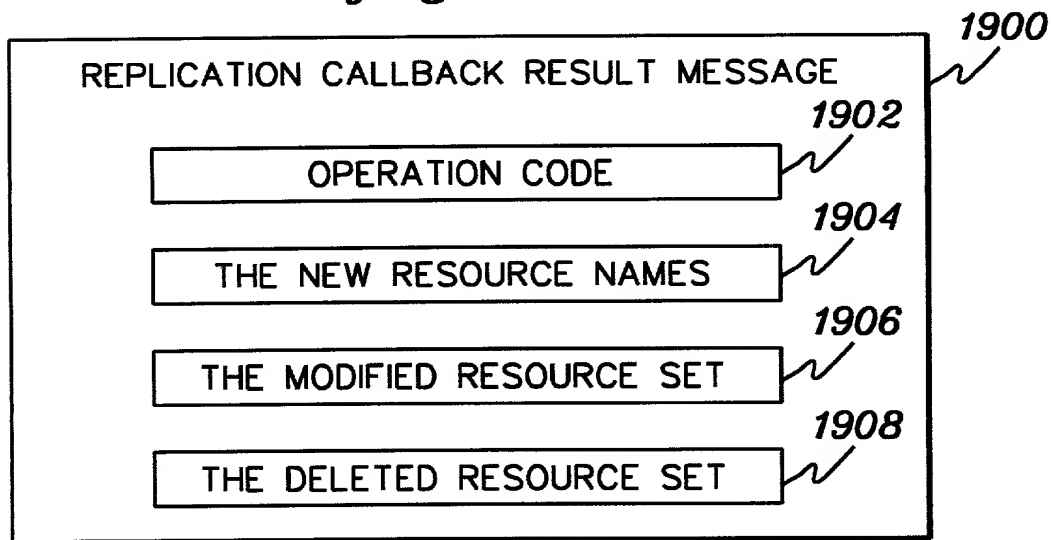 1900
REPLICATION CALLBACK RESULT MESSAGE
1902
OPERATION CODE
1904
THE NEW RESOURCE NAMES
1906
THE MODIFIED RESOURCE SET
1908
THE DELETED RESOURCE SET